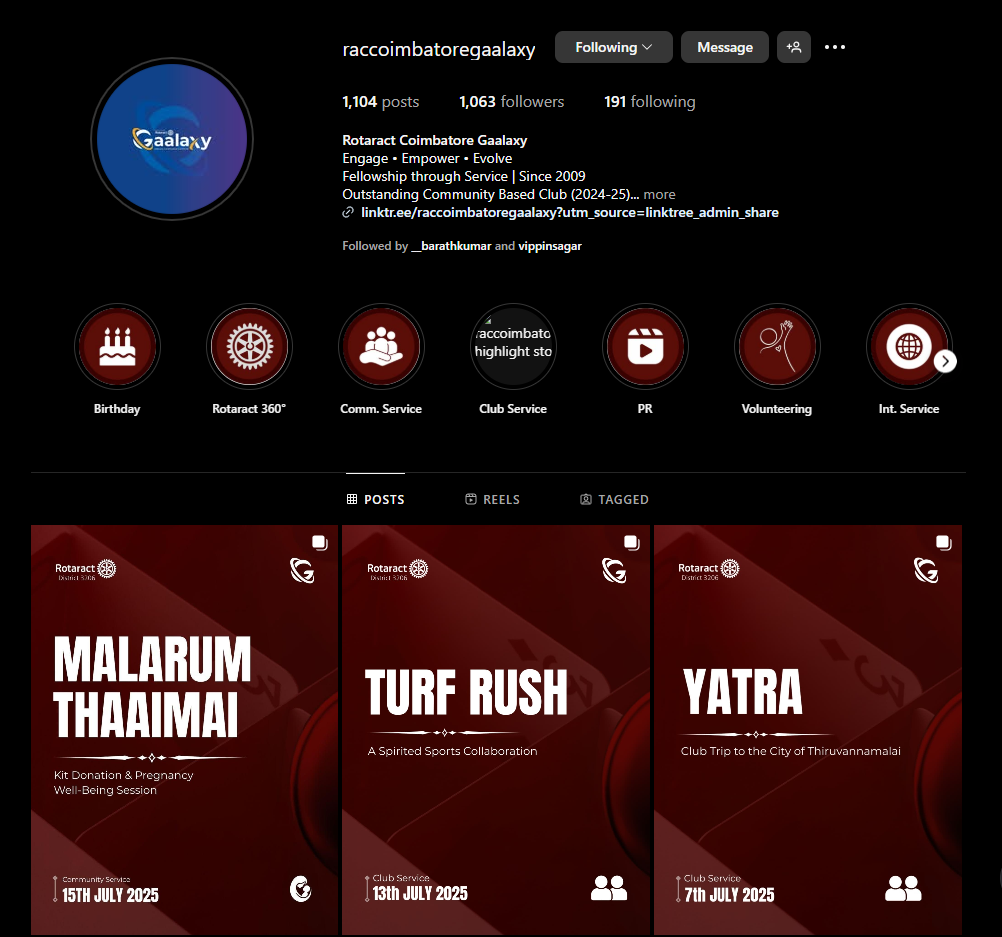 raccoimbatoregaalaxy
Following
Message
1,104 posts
1,063 followers
191 following
Gaalaxy
Rotaract Coimbatore Gaalaxy
Engage • Empower • Evolve
Fellowship through Service | Since 2009
Outstanding Community Based Club (2024-25)... more
linktr.ee/raccoimbatoregaalaxy?utm_source=linktree_admin_share
Followed by __barathkumar and vippinsagar
raccoimbato
highlight sto
Birthday
Rotaract 360°
Comm. Service
Club Service
PR
Volunteering
Int. Service
POSTS
REELS
TAGGED
Rotaract
District 3206
MALARUM
THAAIMAI
Kit Donation & Pregnancy
Well-Being Session
Community Service
15TH JULY 2025
Rotaract
District 3206
TURF RUSH
A Spirited Sports Collaboration
Club Service
13th JULY 2025
Rotaract
District 3206
YATRA
Club Trip to the City of Thiruvannamalai
Club Service
7th JULY 2025